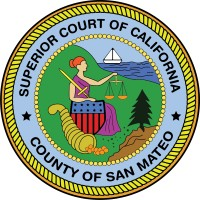 SUPERIOR COURT OF CALIFORNIA
COUNTY OF SAN MATEO